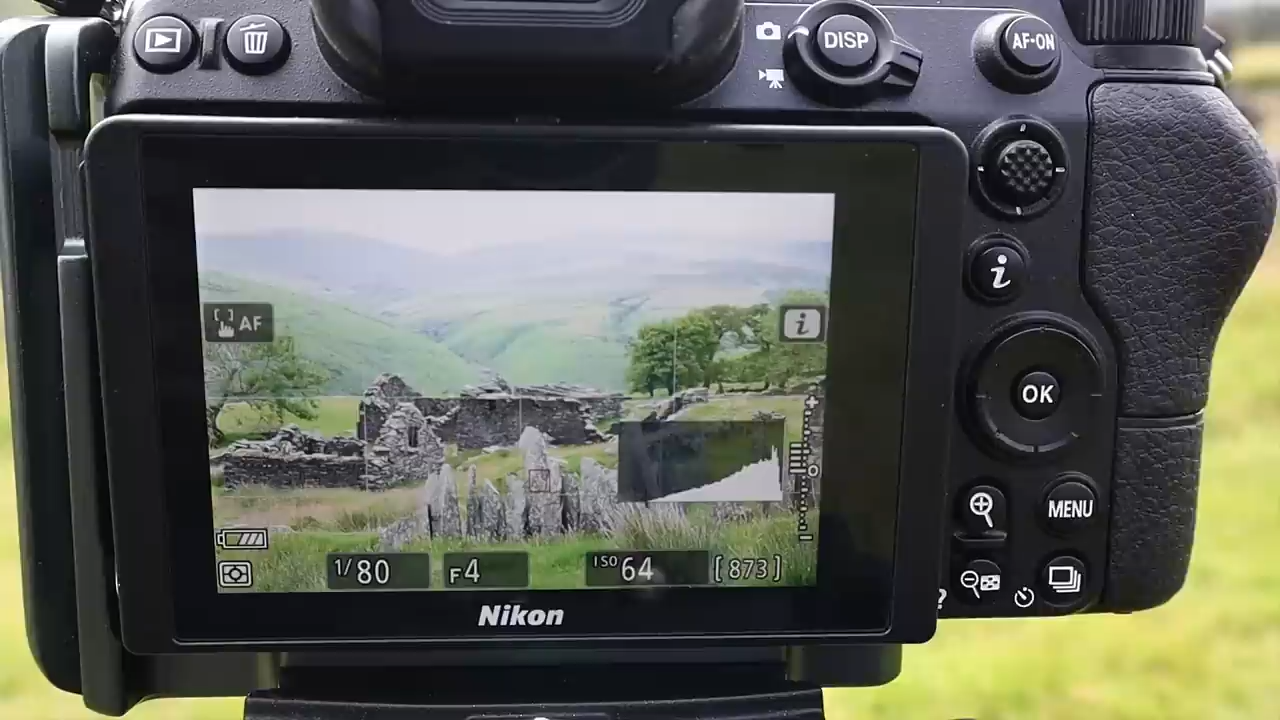 DISP
AF-ON
AF
i
i
OK
MENU
1/80 F4 ISO 64 [873]
Nikon
?